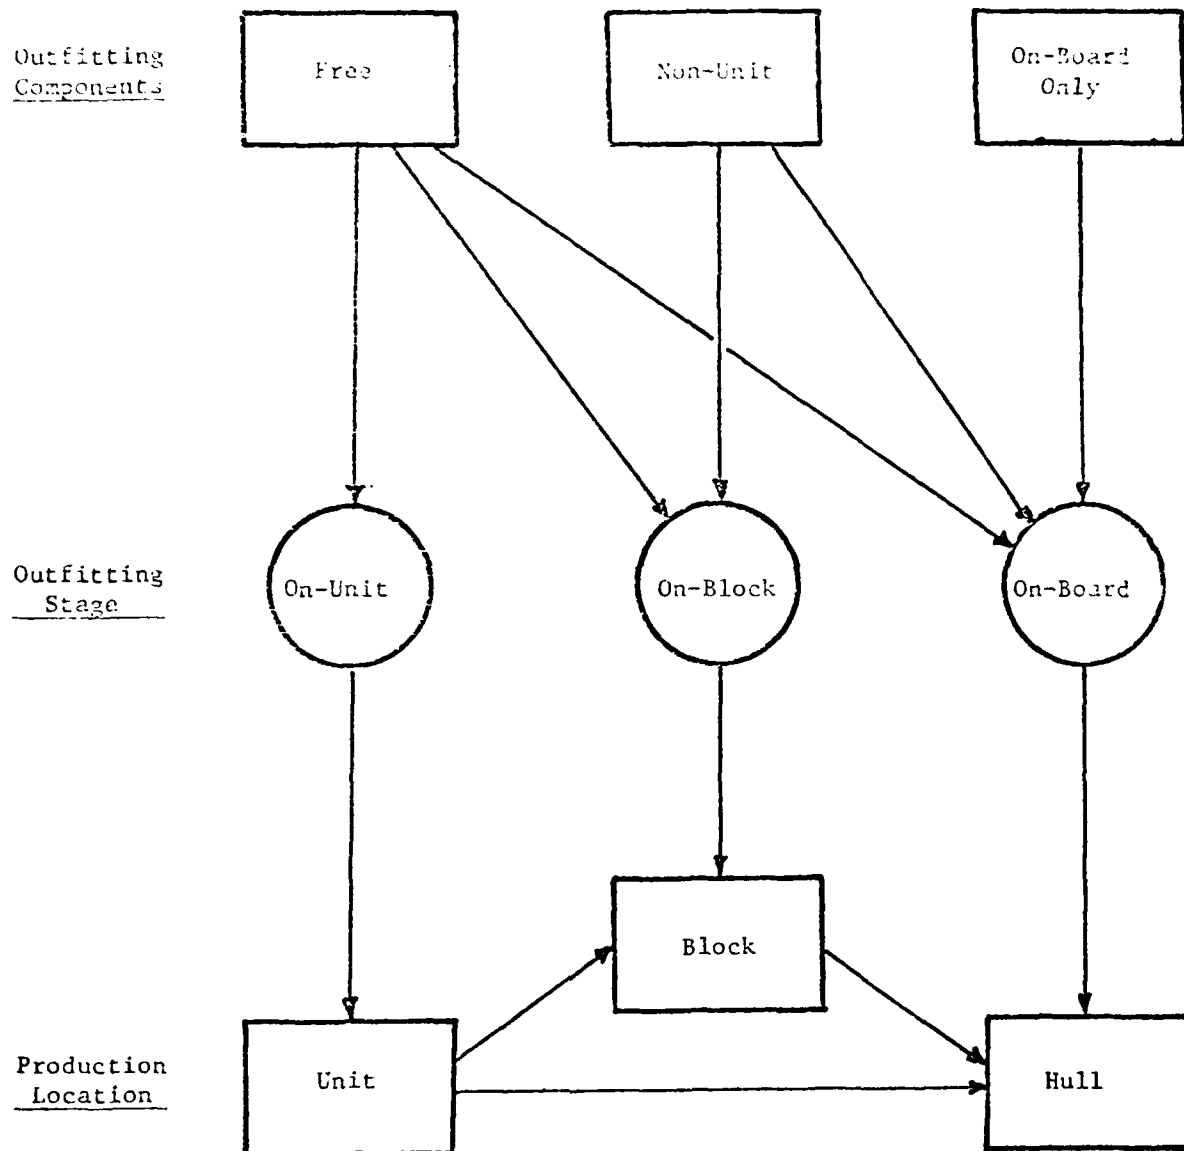 Outfitting
Components
Free
Non-Unit
On-Board
Only
Outfitting
Stage
On-Unit
On-Block
On-Board
Block
Production
Location
Unit
Hull